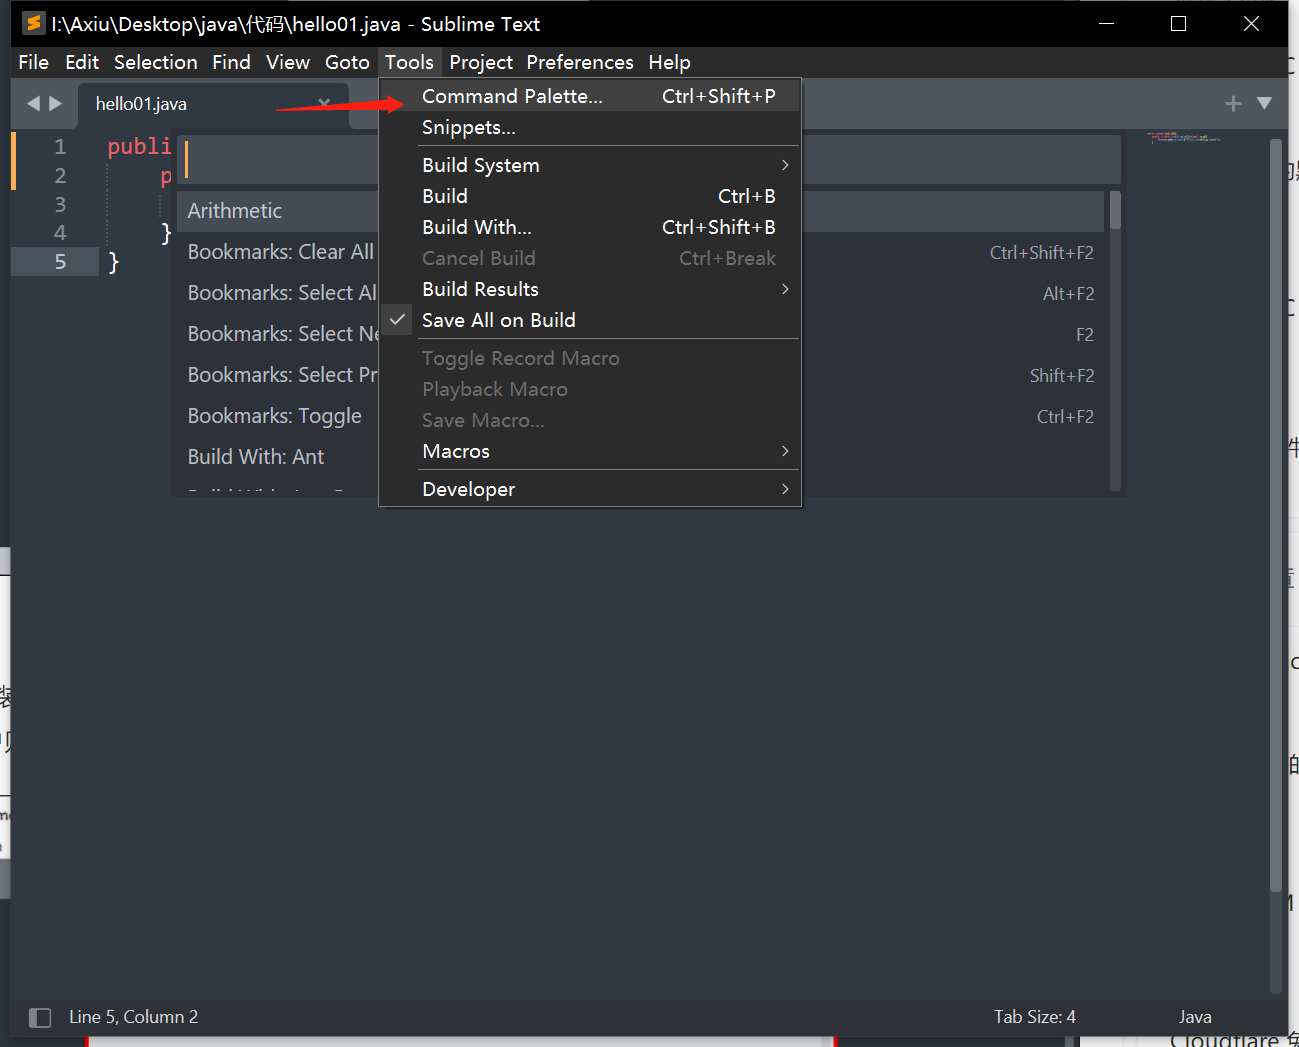 I:\Axiu\Desktop\java\代码\hello01.java - Sublime Text
File Edit Selection Find View Goto Tools Project Preferences Help
hello01.java
Command Palette... Ctrl+Shift+P
Snippets...
Build System
Build Ctrl+B
Build With... Ctrl+Shift+B
Cancel Build Ctrl+Break
Build Results
Save All on Build
Toggle Record Macro
Playback Macro
Save Macro...
Macros
Developer
1 publi
2 p
3
4 }
5 }
Arithmetic
Bookmarks: Clear All Ctrl+Shift+F2
Bookmarks: Select Al Alt+F2
Bookmarks: Select Ne F2
Bookmarks: Select Pr Shift+F2
Bookmarks: Toggle Ctrl+F2
Build With: Ant
Line 5, Column 2 Tab Size: 4 Java
Cloudflare